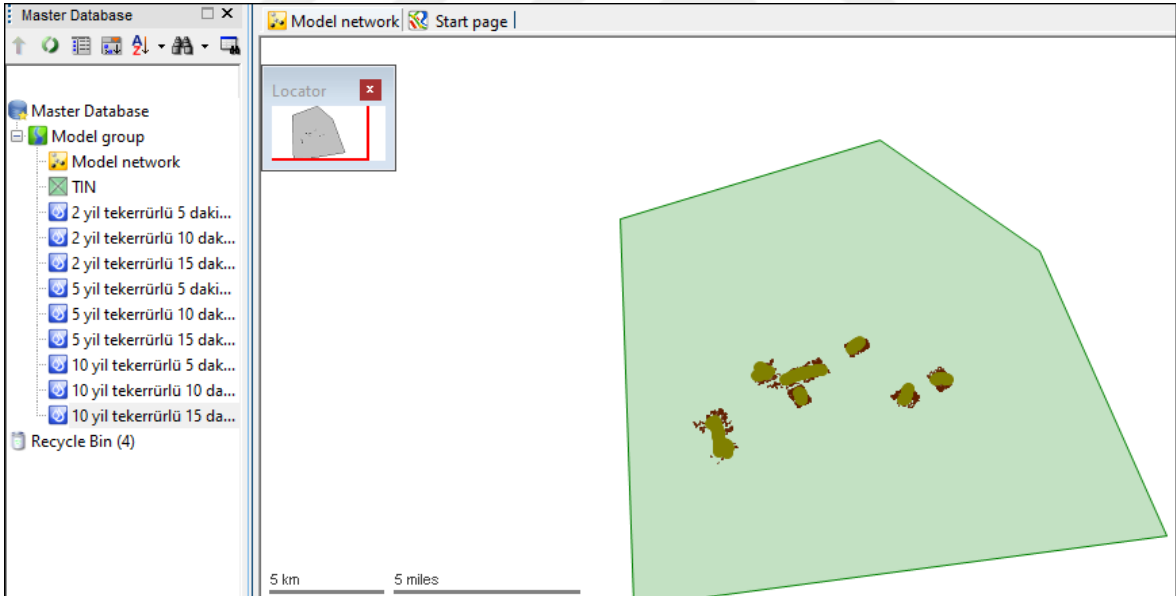 Master Database
Model network
Start page
Locator
Master Database
Model group
Model network
TIN
2 yil tekerrürlü 5 daki...
2 yil tekerrürlü 10 dak...
2 yil tekerrürlü 15 dak...
5 yil tekerrürlü 5 daki...
5 yil tekerrürlü 10 dak...
5 yil tekerrürlü 15 dak...
10 yil tekerrürlü 5 dak...
10 yil tekerrürlü 10 da...
10 yil tekerrürlü 15 da...
Recycle Bin (4)
5 km
5 miles